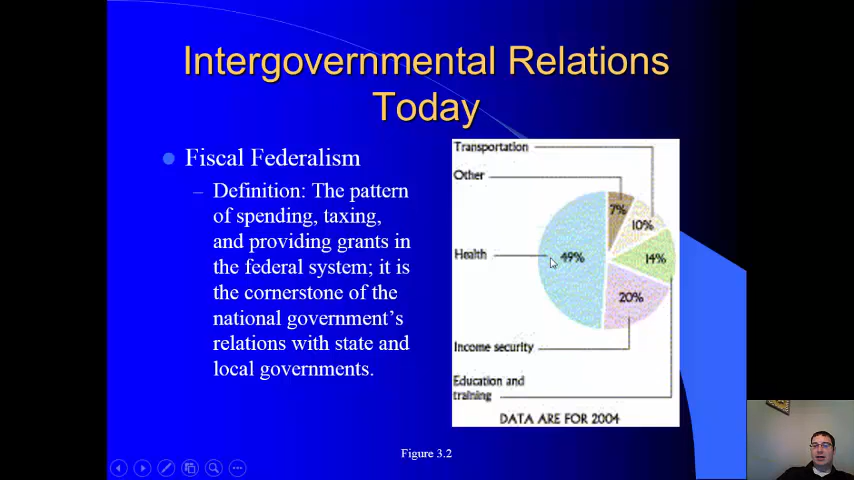 Intergovernmental Relations
Today
Fiscal Federalism
– Definition: The pattern
of spending, taxing,
and providing grants in
the federal system; it is
the cornerstone of the
national government’s
relations with state and
local governments.
Transportation
Other
7%
10%
Health
49%
14%
20%
Income security
Education and
training
DATA ARE FOR 2004
Figure 3.2